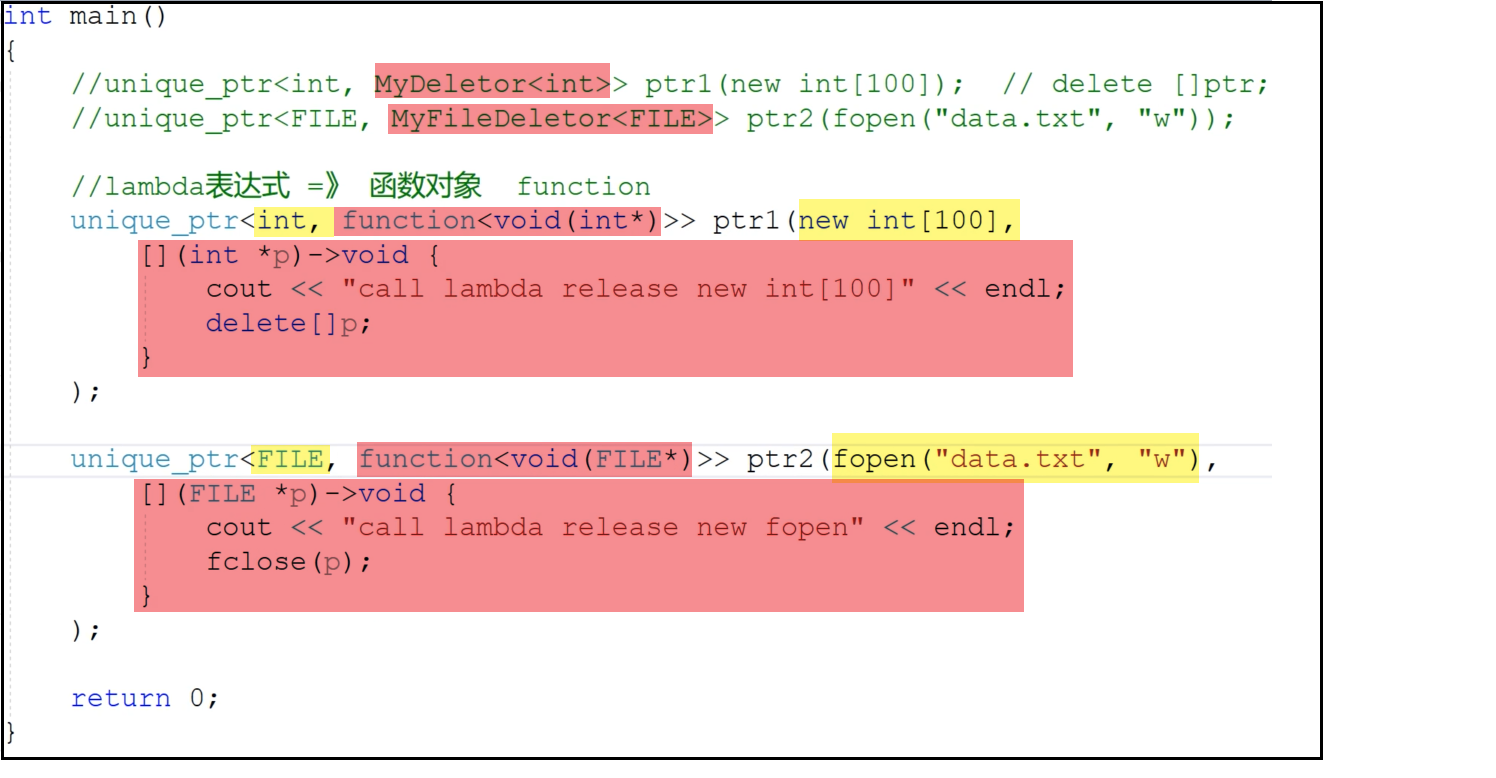 int main()
{
//unique_ptr<int, MyDeletor<int>> ptr1(new int[100]);  // delete []ptr;
//unique_ptr<FILE, MyFileDeletor<FILE>> ptr2(fopen("data.txt", "w"));
//lambda表达式 =》 函数对象  function
unique_ptr<int, function<void(int*)>> ptr1(new int[100],
[](int *p)->void {
cout << "call lambda release new int[100]" << endl;
delete[]p;
}
);
unique_ptr<FILE, function<void(FILE*)>> ptr2(fopen("data.txt", "w"),
[](FILE *p)->void {
cout << "call lambda release new fopen" << endl;
fclose(p);
}
);
return 0;
}